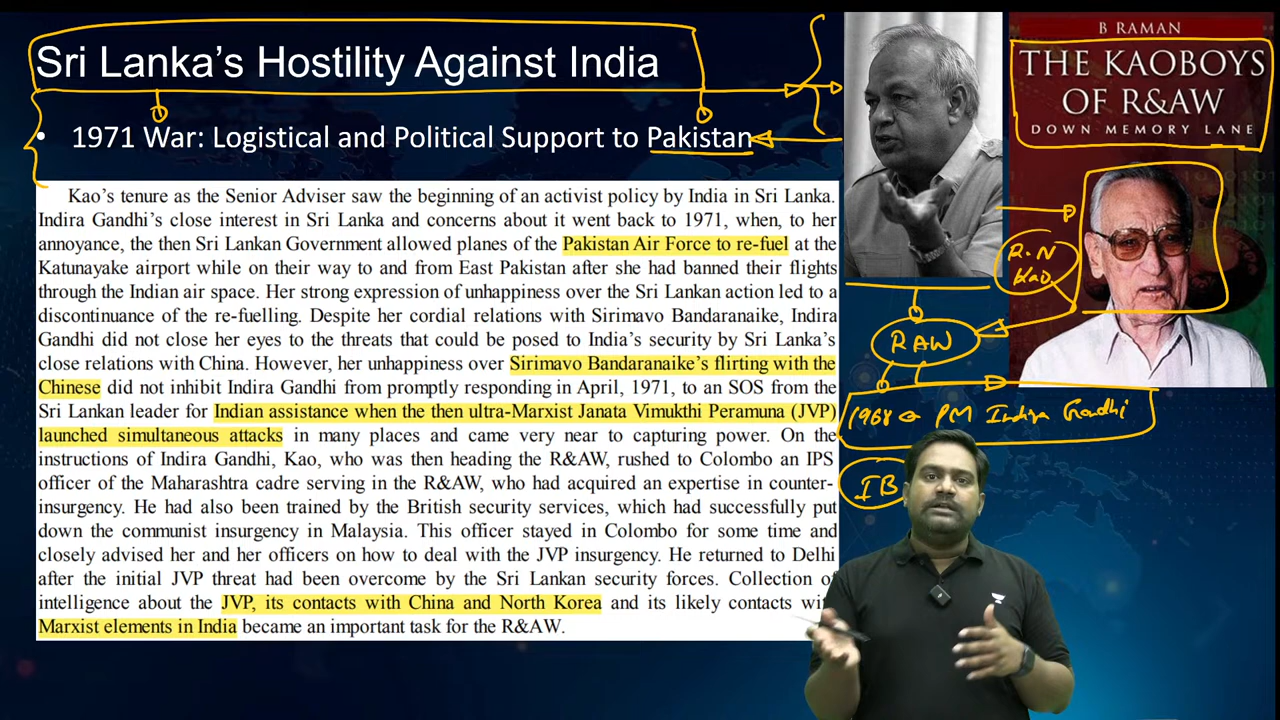 Sri Lanka's Hostility Against India
• 1971 War: Logistical and Political Support to Pakistan
Kao's tenure as the Senior Adviser saw the beginning of an activist policy by India in Sri Lanka.
Indira Gandhi's close interest in Sri Lanka and concerns about it went back to 1971, when, to her
annoyance, the then Sri Lankan Government allowed planes of the Pakistan Air Force to re-fuel at the
Katunayake airport while on their way to and from East Pakistan after she had banned their flights
through the Indian air space. Her strong expression of unhappiness over the Sri Lankan action led to a
discontinuance of the re-fuelling. Despite her cordial relations with Sirimavo Bandaranaike, Indira
Gandhi did not close her eyes to the threats that could be posed to India's security by Sri Lanka's
close relations with China. However, her unhappiness over Sirimavo Bandaranaike's flirting with the
Chinese did not inhibit Indira Gandhi from promptly responding in April, 1971, to an SOS from the
Sri Lankan leader for Indian assistance when the then ultra-Marxist Janata Vimukthi Peramuna (JVP)
launched simultaneous attacks in many places and came very near to capturing power. On the
instructions of Indira Gandhi, Kao, who was then heading the R&AW, rushed to Colombo an IPS
officer of the Maharashtra cadre serving in the R&AW, who had acquired an expertise in counter-
insurgency. He had also been trained by the British security services, which had successfully put
down the communist insurgency in Malaysia. This officer stayed in Colombo for some time and
closely advised her and her officers on how to deal with the JVP insurgency. He returned to Delhi
after the initial JVP threat had been overcome by the Sri Lankan security forces. Collection of
intelligence about the JVP, its contacts with China and North Korea and its likely contacts with
Marxist elements in India became an important task for the R&AW.
B RAMAN
THE KAOBOYS
OF R&AW
DOWN MEMORY LANE
R.N
Kao
RAW
1968 PM Indira Gandhi
IB